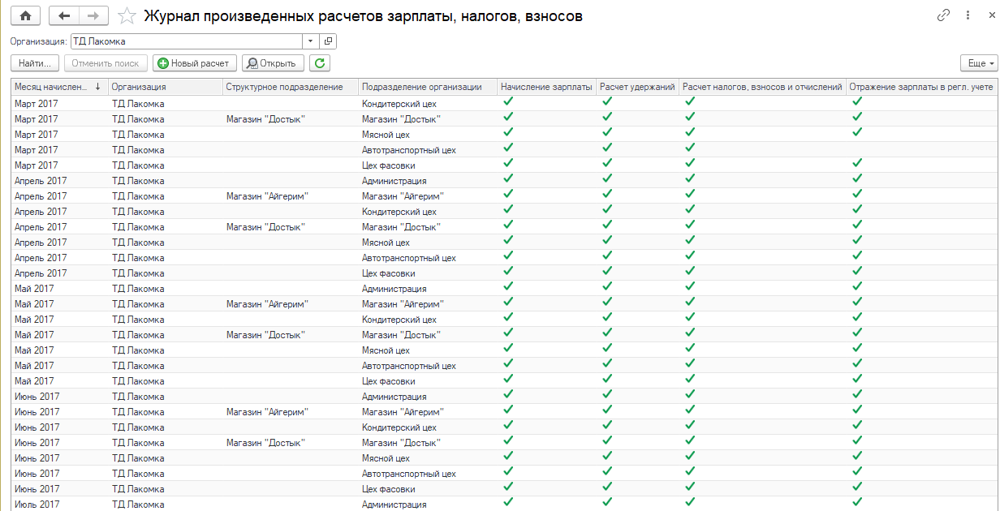 Журнал произведенных расчетов зарплаты, налогов, взносов
Организация: ТД Лакомка
Найти... Отменить поиск Новый расчет Открыть Еще
Месяц начислен... Организация Структурное подразделение Подразделение организации Начисление зарплаты Расчет удержаний Расчет налогов, взносов и отчислений Отражение зарплаты в регл. учете
Март 2017 ТД Лакомка Кондитерский цех
Март 2017 ТД Лакомка Магазин "Достык" Магазин "Достык"
Март 2017 ТД Лакомка Мясной цех
Март 2017 ТД Лакомка Автотранспортный цех
Март 2017 ТД Лакомка Цех фасовки
Апрель 2017 ТД Лакомка Администрация
Апрель 2017 ТД Лакомка Магазин "Айгерим" Магазин "Айгерим"
Апрель 2017 ТД Лакомка Кондитерский цех
Апрель 2017 ТД Лакомка Магазин "Достык" Магазин "Достык"
Апрель 2017 ТД Лакомка Мясной цех
Апрель 2017 ТД Лакомка Автотранспортный цех
Апрель 2017 ТД Лакомка Цех фасовки
Май 2017 ТД Лакомка Администрация
Май 2017 ТД Лакомка Магазин "Айгерим" Магазин "Айгерим"
Май 2017 ТД Лакомка Кондитерский цех
Май 2017 ТД Лакомка Магазин "Достык" Магазин "Достык"
Май 2017 ТД Лакомка Мясной цех
Май 2017 ТД Лакомка Автотранспортный цех
Май 2017 ТД Лакомка Цех фасовки
Июнь 2017 ТД Лакомка Администрация
Июнь 2017 ТД Лакомка Магазин "Айгерим" Магазин "Айгерим"
Июнь 2017 ТД Лакомка Кондитерский цех
Июнь 2017 ТД Лакомка Магазин "Достык" Магазин "Достык"
Июнь 2017 ТД Лакомка Мясной цех
Июнь 2017 ТД Лакомка Автотранспортный цех
Июнь 2017 ТД Лакомка Цех фасовки
Июль 2017 ТД Лакомка Администрация